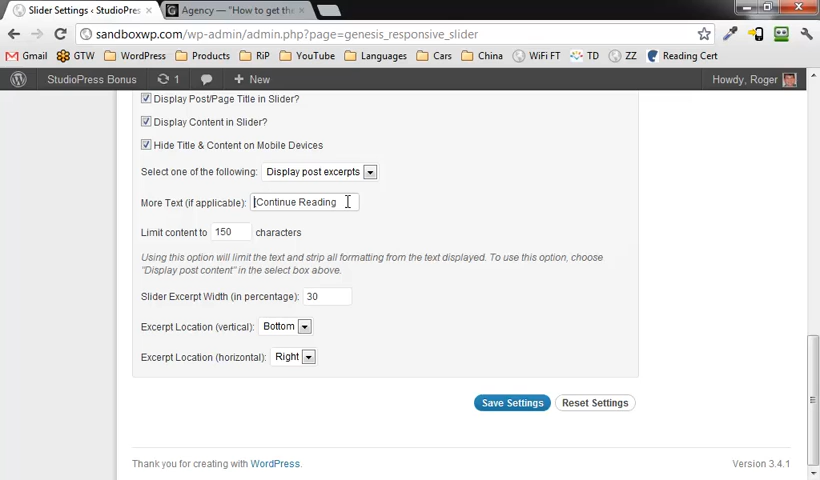 Slider Settings ‹ StudioPres
Agency — "How to get the
sandboxwp.com/wp-admin/admin.php?page=genesis_responsive_slider
Gmail GTW WordPress Products RiP YouTube Languages Cars China WiFi FT TD ZZ Reading Cert
StudioPress Bonus 1 New Howdy, Roger
Display Post/Page Title in Slider?
Display Content in Slider?
Hide Title & Content on Mobile Devices
Select one of the following: Display post excerpts
More Text (if applicable): Continue Reading
Limit content to 150 characters
Using this option will limit the text and strip all formatting from the text displayed. To use this option, choose
"Display post content" in the select box above.
Slider Excerpt Width (in percentage): 30
Excerpt Location (vertical): Bottom
Excerpt Location (horizontal): Right
Save Settings Reset Settings
Thank you for creating with WordPress. Version 3.4.1